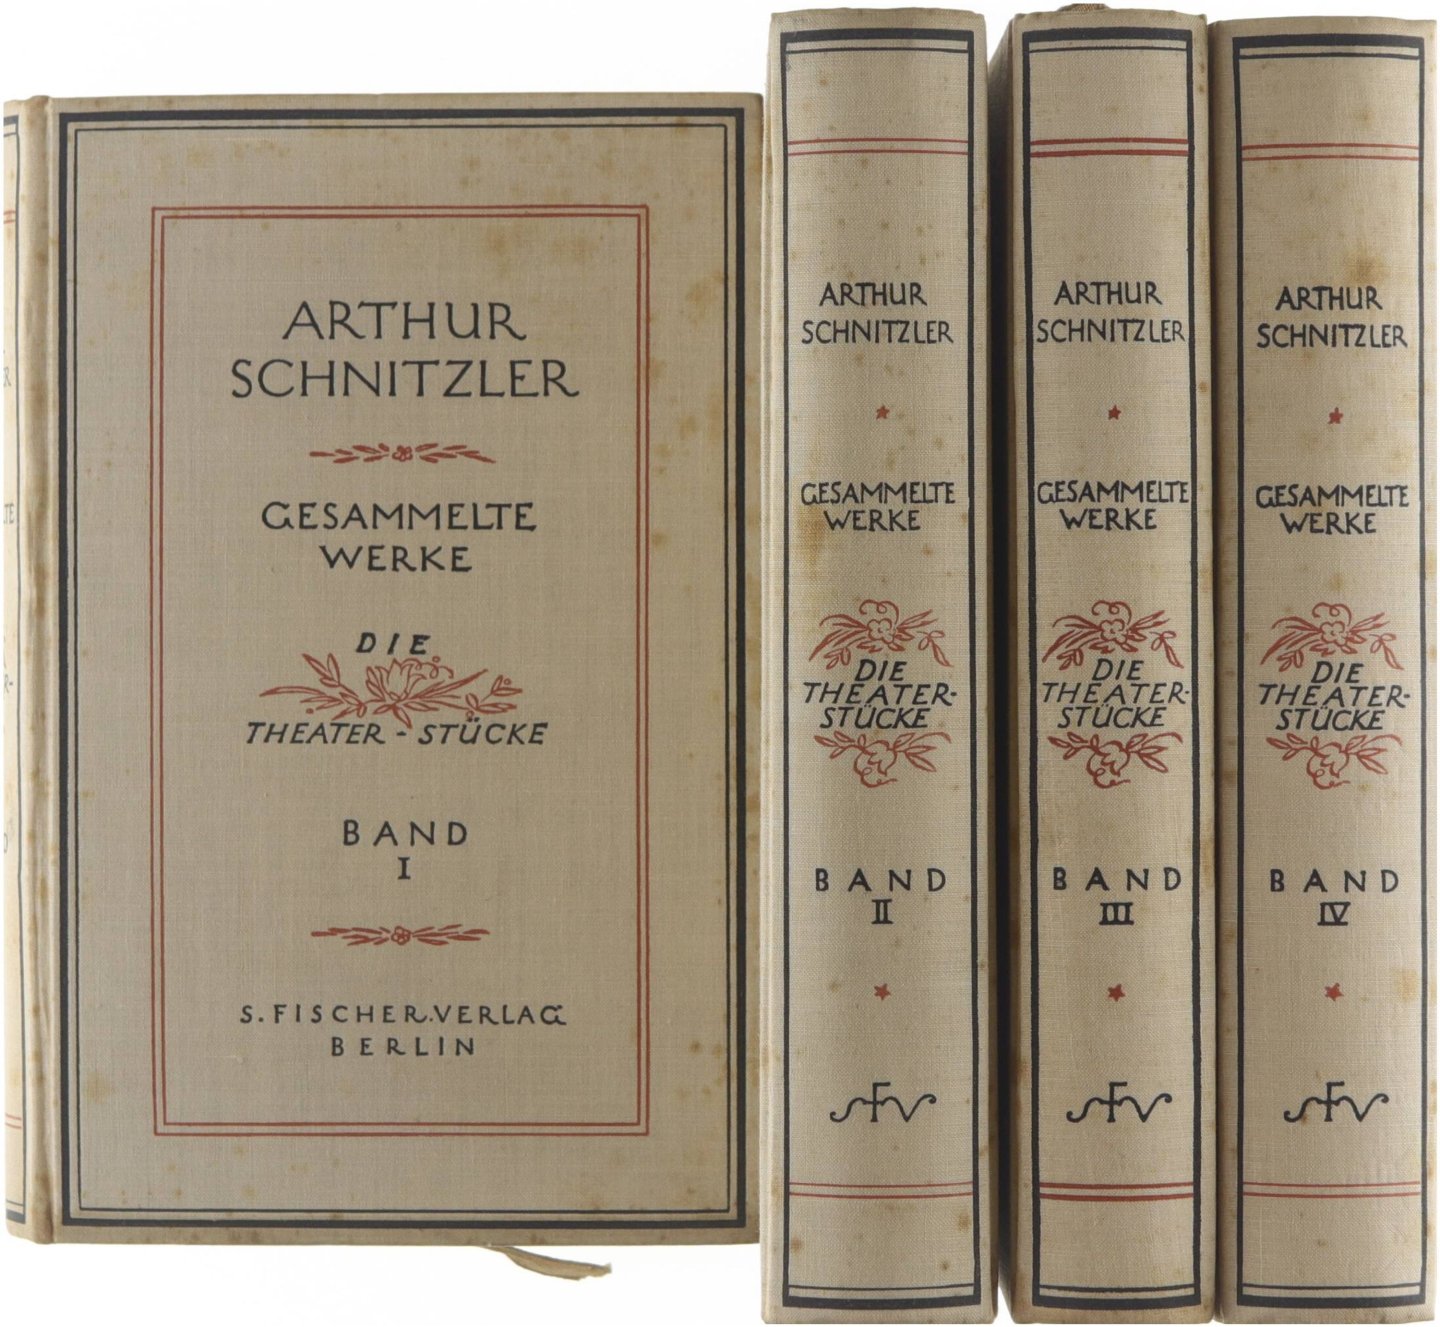 ARTHUR
SCHNITZLER
GESAMMELTE
WERKE
DIE
THEATER-STÜCKE
BAND
I
S. FISCHER.VERLAG
BERLIN
ARTHUR
SCHNITZLER
GESAMMELTE
WERKE
DIE
THEATER-
STÜCKE
BAND
II
SFV
ARTHUR
SCHNITZLER
GESAMMELTE
WERKE
DIE
THEATER-
STÜCKE
BAND
III
SFV
ARTHUR
SCHNITZLER
GESAMMELTE
WERKE
DIE
THEATER-
STÜCKE
BAND
IV
SFV